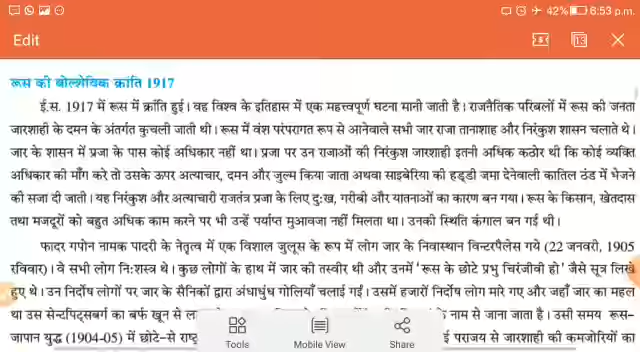 42% 6:53 p.m.
Edit
13
रूस की बोल्शेविक क्रांति 1917
ई.स. 1917 में रूस में क्रांति हुई। वह विश्व के इतिहास में एक महत्त्वपूर्ण घटना मानी जाती है। राजनैतिक परिबलों में रूस की जनता
जारशाही के दमन के अंतर्गत कुचली जाती थी। रूस में वंश परंपरागत रूप से आनेवाले सभी जार राजा तानाशाह और निरंकुश शासन चलाते थे।
जार के शासन में प्रजा के पास कोई अधिकार नहीं था। प्रजा पर उन राजाओं की निरंकुश जारशाही इतनी अधिक कठोर थी कि कोई व्यक्ति
अधिकार की माँग करे तो उसके ऊपर अत्याचार, दमन और जुल्म किया जाता अथवा साइबेरिया की हड्डी जमा देनेवाली कातिल ठंड में भेजने
की सजा दी जाती। यह निरंकुश और अत्याचारी राजतंत्र प्रजा के लिए दु:ख, गरीबी और यातनाओं का कारण बन गया। रूस के किसान, खेतदास
तथा मजदूरों को बहुत अधिक काम करने पर भी उन्हें पर्याप्त मुआवजा नहीं मिलता था। उनकी स्थिति कंगाल बन गई थी।
फादर गपोन नामक पादरी के नेतृत्व में एक विशाल जुलूस के रूप में लोग जार के निवास्थान विन्टरपैलेस गये (22 जनवरी, 1905
रविवार)। वे सभी लोग नि:शस्त्र थे। कुछ लोगों के हाथ में जार की तस्वीर थी और उनमें 'रूस के छोटे प्रभु चिरंजीवी हो' जैसे सूत्र लिखे
हुए थे। उन निर्दोष लोगों पर जार के सैनिकों द्वारा अंधाधुंध गोलियाँ चलाई गईं। उसमें हजारों निर्दोष लोग मारे गए और जहाँ जार का महल
था उस सेन्टपिट्सबर्ग का बर्फ खून से के नाम से जाना जाता है। उसी समय रूस-
जापान युद्ध (1904-05) में छोटे-से पराजय से जारशाही की कमजोरियों का
Tools Mobile View Share